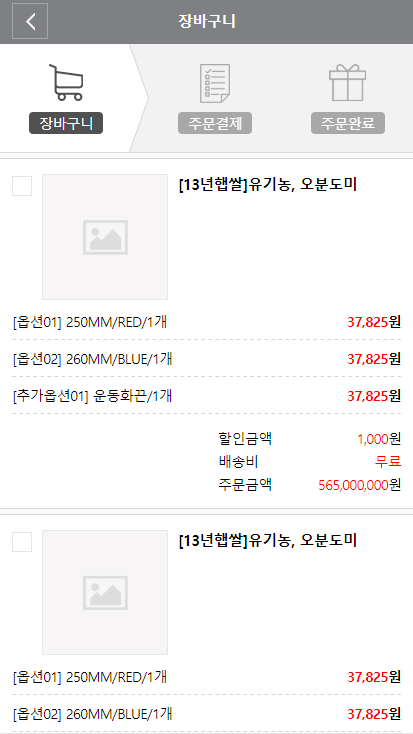 장바구니
장바구니
주문결제
주문완료
[13년햅쌀]유기농, 오분도미
[옵션01] 250MM/RED/1개 37,825원
[옵션02] 260MM/BLUE/1개 37,825원
[추가옵션01] 운동화끈/1개 37,825원
할인금액 1,000원
배송비 무료
주문금액 565,000,000원
[13년햅쌀]유기농, 오분도미
[옵션01] 250MM/RED/1개 37,825원
[옵션02] 260MM/BLUE/1개 37,825원